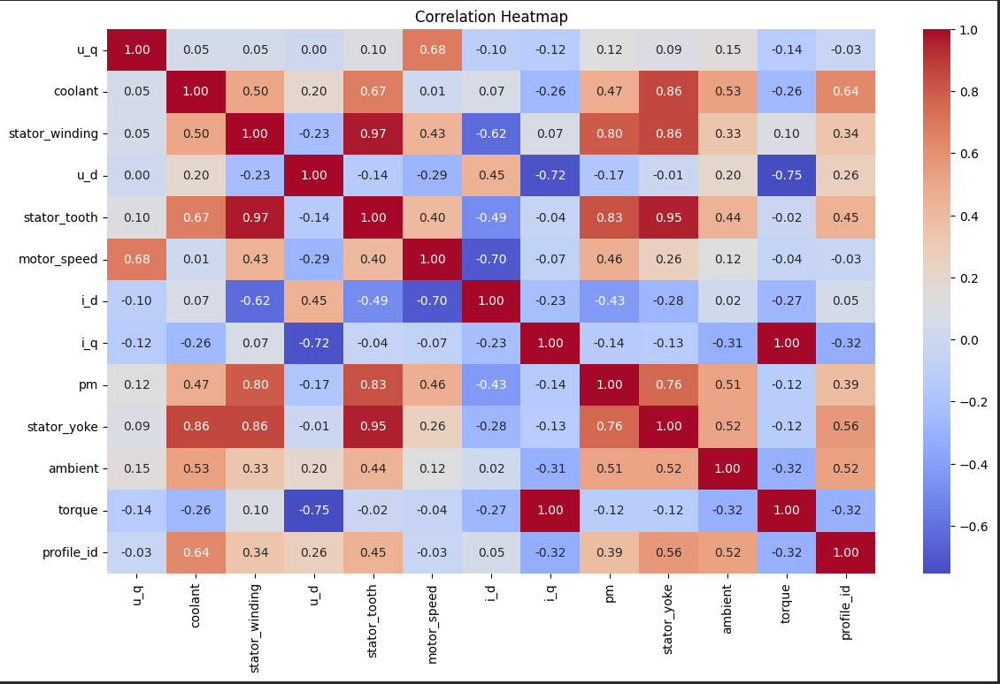 Correlation Heatmap
u_q 1.00 0.05 0.05 0.00 0.10 0.68 -0.10 -0.12 0.12 0.09 0.15 -0.14 -0.03
coolant 0.05 1.00 0.50 0.20 0.67 0.01 0.07 -0.26 0.47 0.86 0.53 -0.26 0.64
stator_winding 0.05 0.50 1.00 -0.23 0.97 0.43 -0.62 0.07 0.80 0.86 0.33 0.10 0.34
u_d 0.00 0.20 -0.23 1.00 -0.14 -0.29 0.45 -0.72 -0.17 -0.01 0.20 -0.75 0.26
stator_tooth 0.10 0.67 0.97 -0.14 1.00 0.40 -0.49 -0.04 0.83 0.95 0.44 -0.02 0.45
motor_speed 0.68 0.01 0.43 -0.29 0.40 1.00 -0.70 -0.07 0.46 0.26 0.12 -0.04 -0.03
i_d -0.10 0.07 -0.62 0.45 -0.49 -0.70 1.00 -0.23 -0.43 -0.28 0.02 -0.27 0.05
i_q -0.12 -0.26 0.07 -0.72 -0.04 -0.07 -0.23 1.00 -0.14 -0.13 -0.31 1.00 -0.32
pm 0.12 0.47 0.80 -0.17 0.83 0.46 -0.43 -0.14 1.00 0.76 0.51 -0.12 0.39
stator_yoke 0.09 0.86 0.86 -0.01 0.95 0.26 -0.28 -0.13 0.76 1.00 0.52 -0.12 0.56
ambient 0.15 0.53 0.33 0.20 0.44 0.12 0.02 -0.31 0.51 0.52 1.00 -0.32 0.52
torque -0.14 -0.26 0.10 -0.75 -0.02 -0.04 -0.27 1.00 -0.12 -0.12 -0.32 1.00 -0.32
profile_id -0.03 0.64 0.34 0.26 0.45 -0.03 0.05 -0.32 0.39 0.56 0.52 -0.32 1.00
u_q
coolant
stator_winding
u_d
stator_tooth
motor_speed
i_d
i_q
pm
stator_yoke
ambient
torque
profile_id
1.0
0.8
0.6
0.4
0.2
0.0
−0.2
−0.4
−0.6